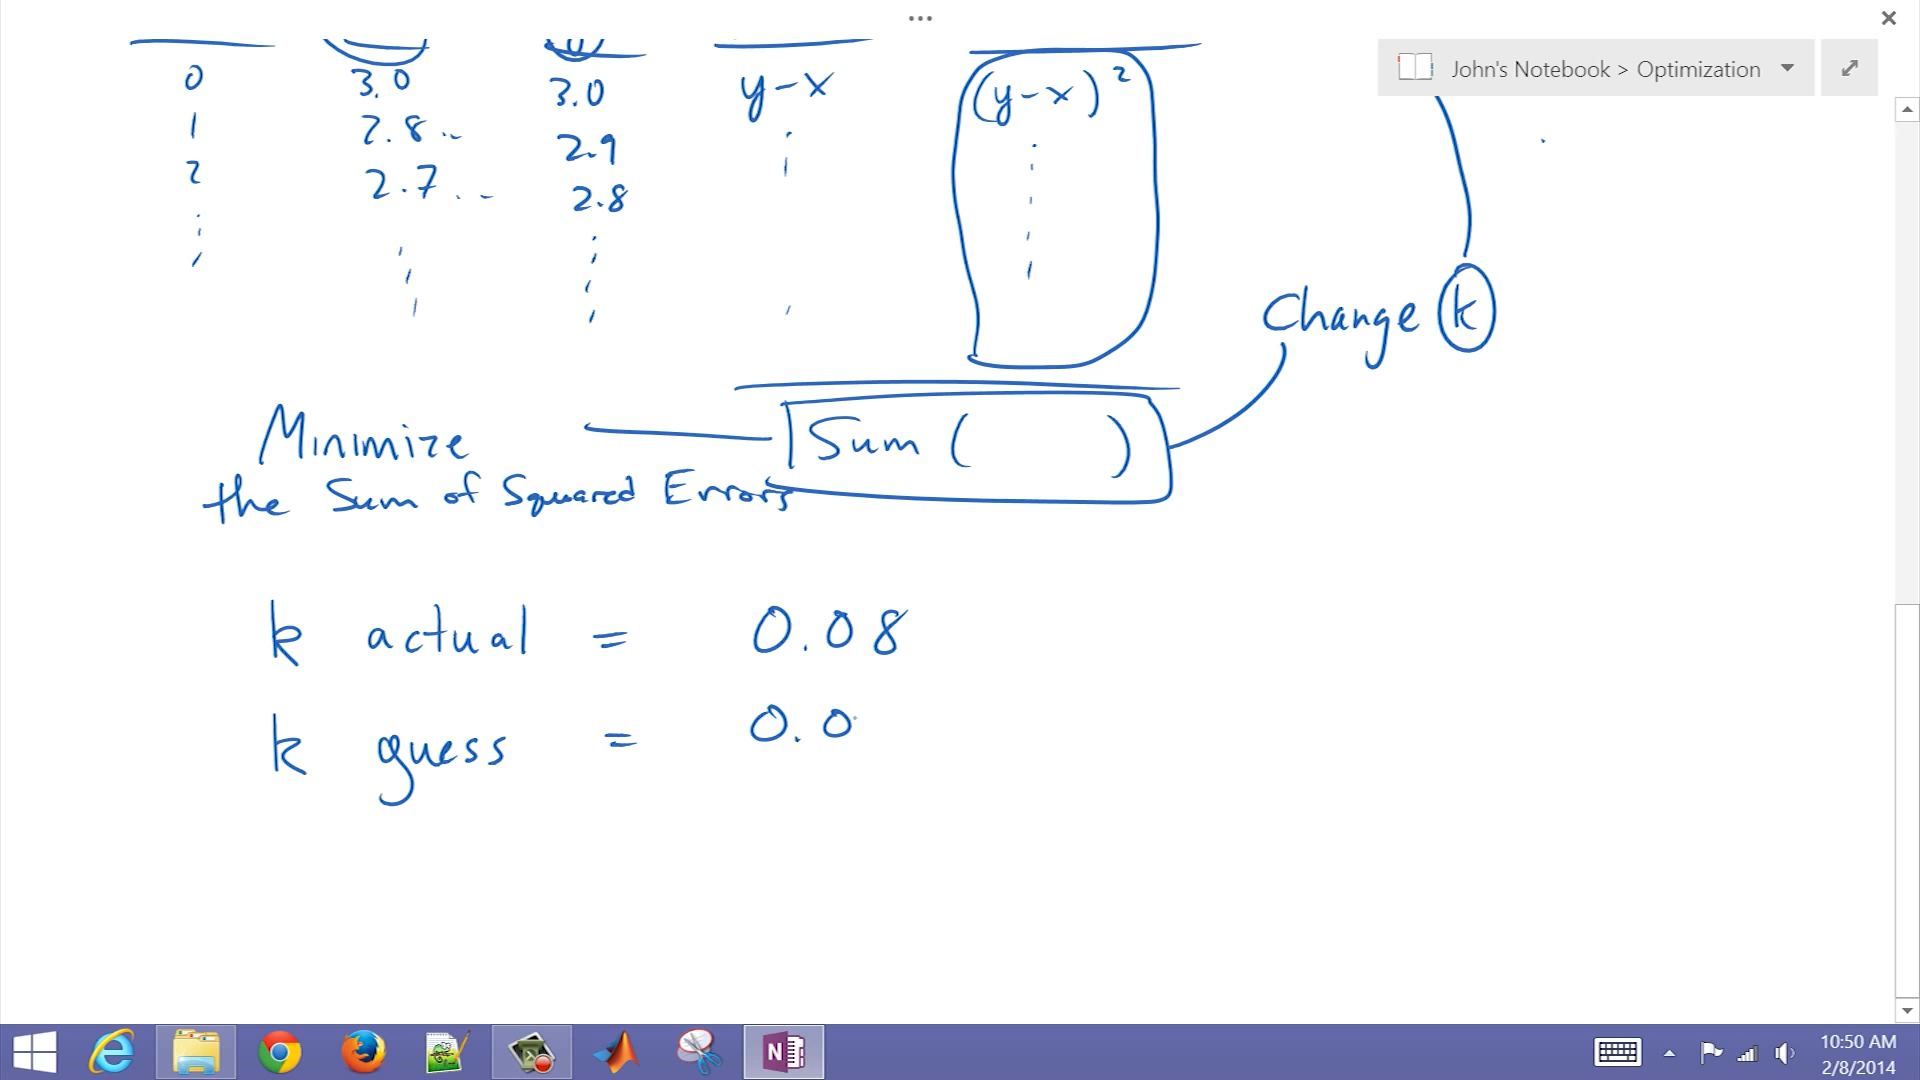 John's Notebook > Optimization
0 3.0 3.0 y-x (y-x)²
1 2.8.. 2.9
2 2.7... 2.8
Change k
Minimize Sum ( )
the Sum of Squared Errors
k actual = 0.08
k guess = 0.0
10:50 AM
2/8/2014